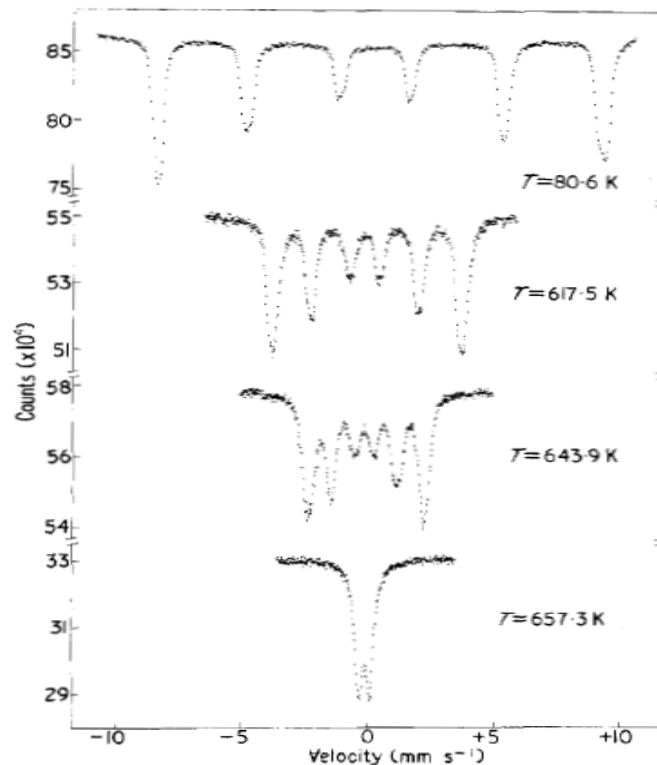 85
80
75
T=80·6 K
55
53
51
T=617·5 K
Counts (x10⁴)
58
56
54
T=643·9 K
33
31
29
T=657·3 K
−10
−5
0
+5
+10
Velocity (mm s⁻¹)